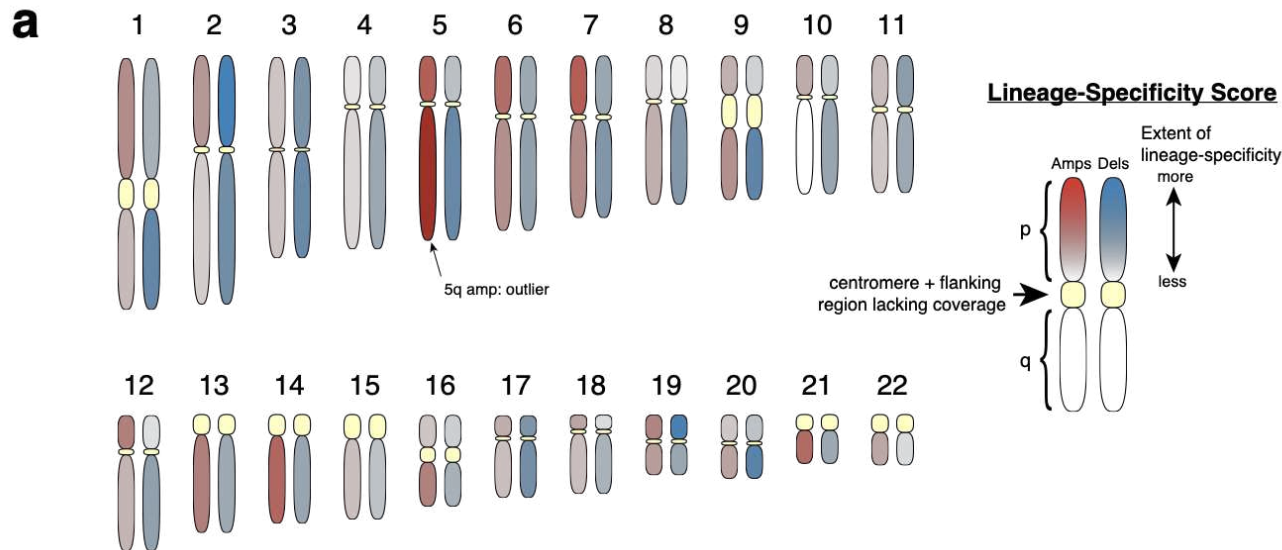 a
1 2 3 4 5 6 7 8 9 10 11
5q amp: outlier
12 13 14 15 16 17 18 19 20 21 22
Lineage-Specificity Score
Extent of
lineage-specificity
Amps Dels more
p
less
centromere + flanking
region lacking coverage
q